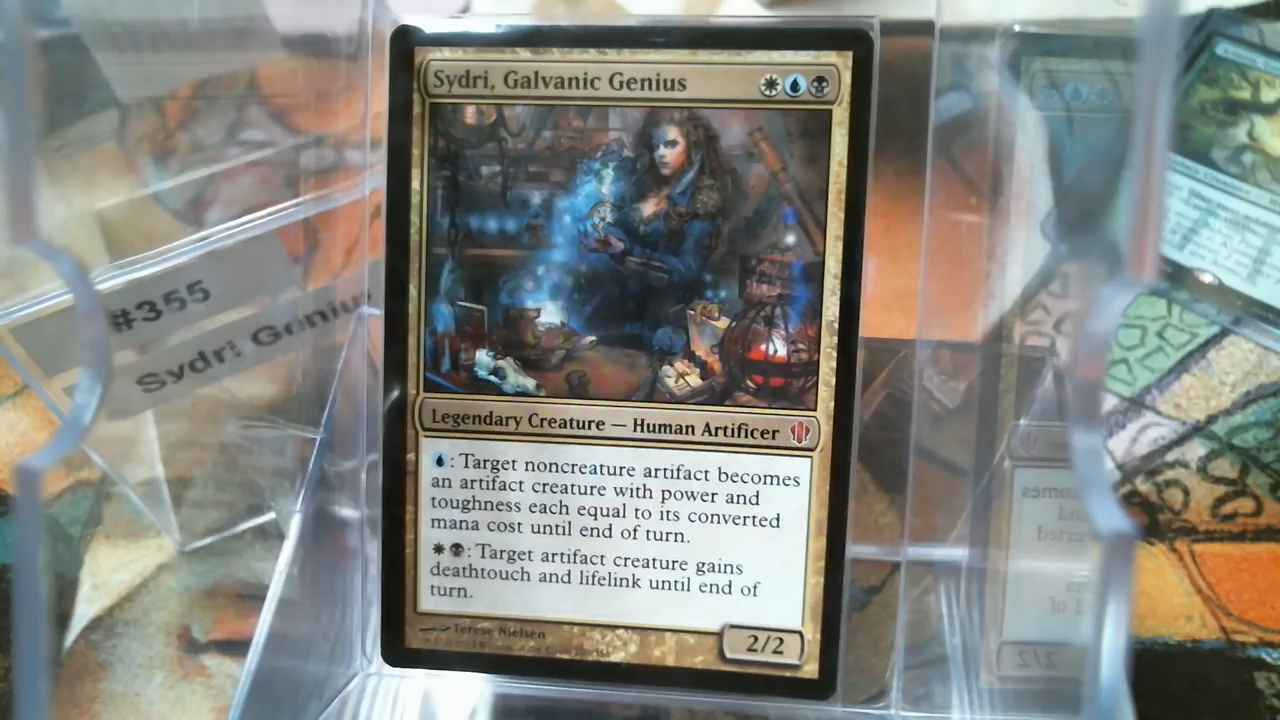 Sydri, Galvanic Genius
#355
Sydri Genius
Legendary Creature — Human Artificer
: Target noncreature artifact becomes
an artifact creature with power and
toughness each equal to its converted
mana cost until end of turn.
: Target artifact creature gains
deathtouch and lifelink until end of
turn.
Terese Nielsen
2/2